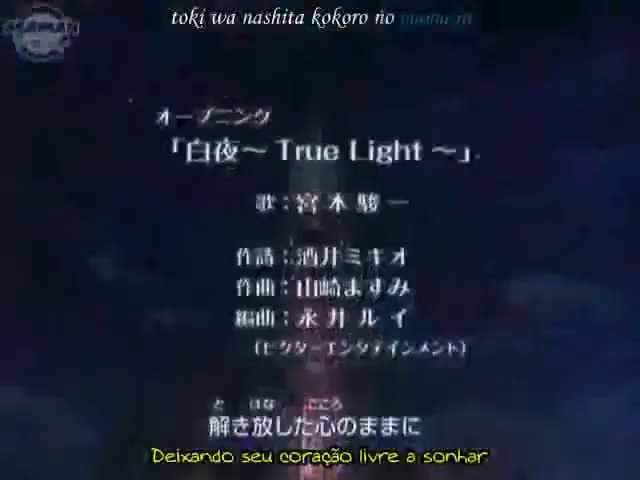 toki wa nashita kokoro no mama ni
オープニング
「白夜～ True Light ～」
歌：宮本駿一
作詩：酒井ミキオ
作曲：山崎ますみ
編曲：永井ルイ
(ビクターエンタテインメント)
と はな こころ
解き放した心のままに
Deixando seu coração livre a sonhar